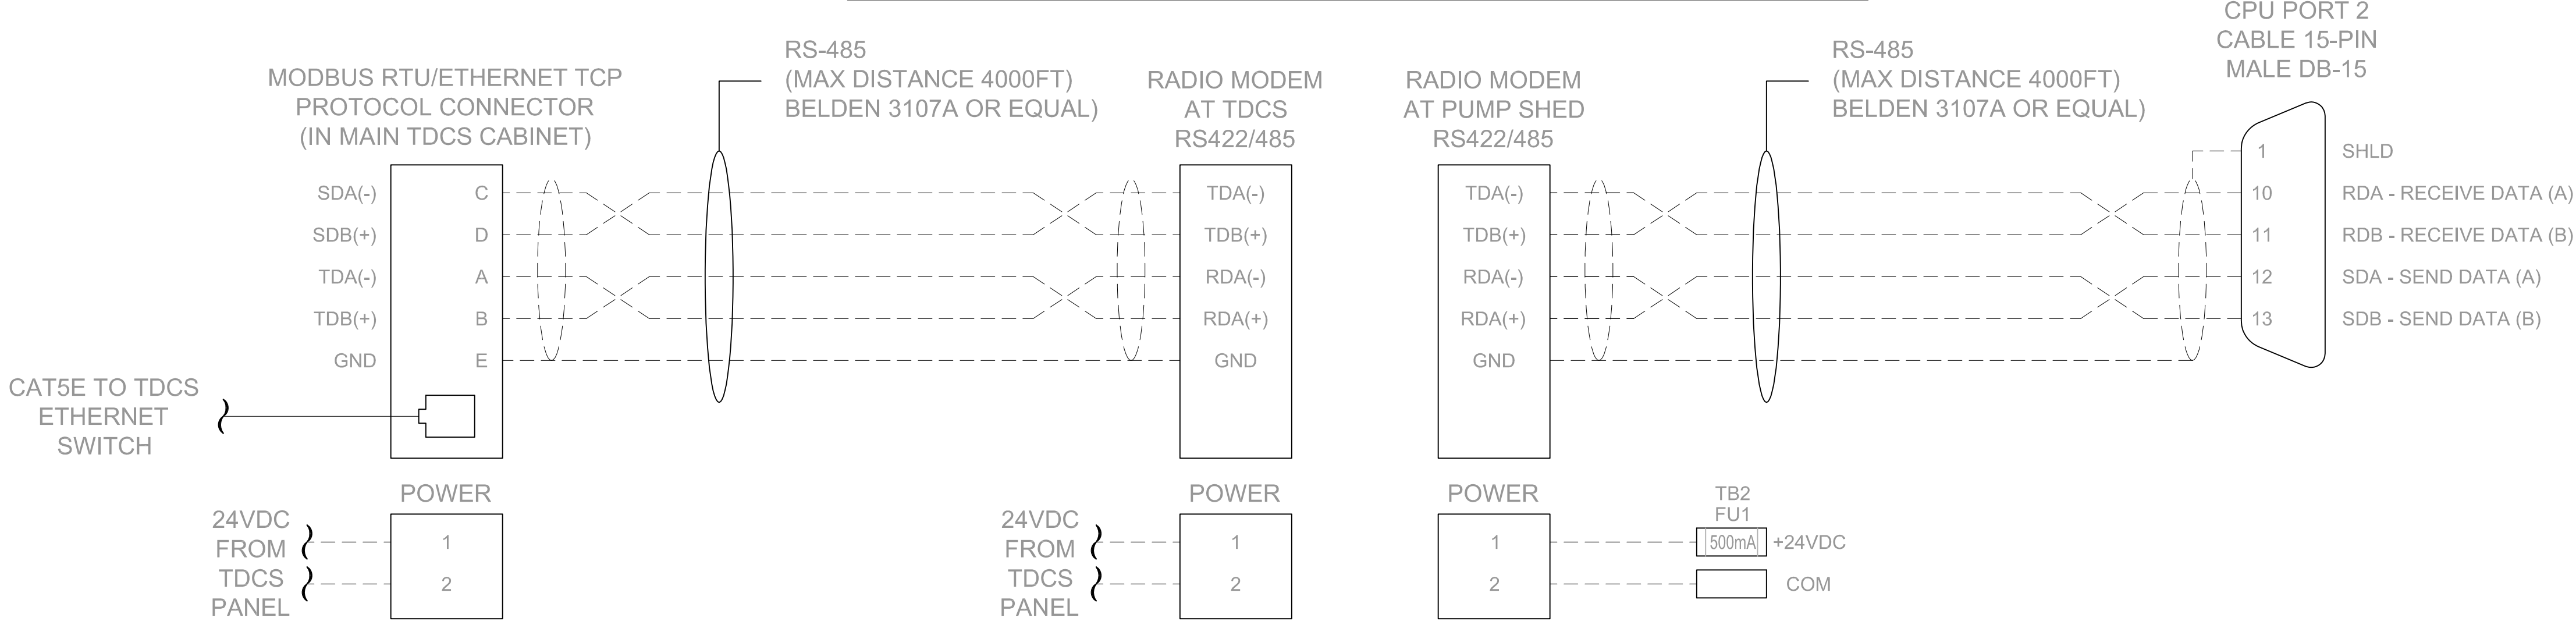 CPU PORT 2
CABLE 15-PIN
MALE DB-15
RS-485
(MAX DISTANCE 4000FT)
BELDEN 3107A OR EQUAL)
RS-485
(MAX DISTANCE 4000FT)
BELDEN 3107A OR EQUAL)
MODBUS RTU/ETHERNET TCP
PROTOCOL CONNECTOR
(IN MAIN TDCS CABINET)
RADIO MODEM
AT TDCS
RS422/485
RADIO MODEM
AT PUMP SHED
RS422/485
1 SHLD
SDA(-) C TDA(-) TDA(-) 10 RDA - RECEIVE DATA (A)
SDB(+) D TDB(+) TDB(+) 11 RDB - RECEIVE DATA (B)
TDA(-) A RDA(-) RDA(-) 12 SDA - SEND DATA (A)
TDB(+) B RDA(+) RDA(+) 13 SDB - SEND DATA (B)
GND E GND GND
CAT5E TO TDCS
ETHERNET
SWITCH
POWER
24VDC
FROM
TDCS
PANEL
1
2
POWER
24VDC
FROM
TDCS
PANEL
1
2
POWER
1
2
TB2
FU1
500mA +24VDC
COM